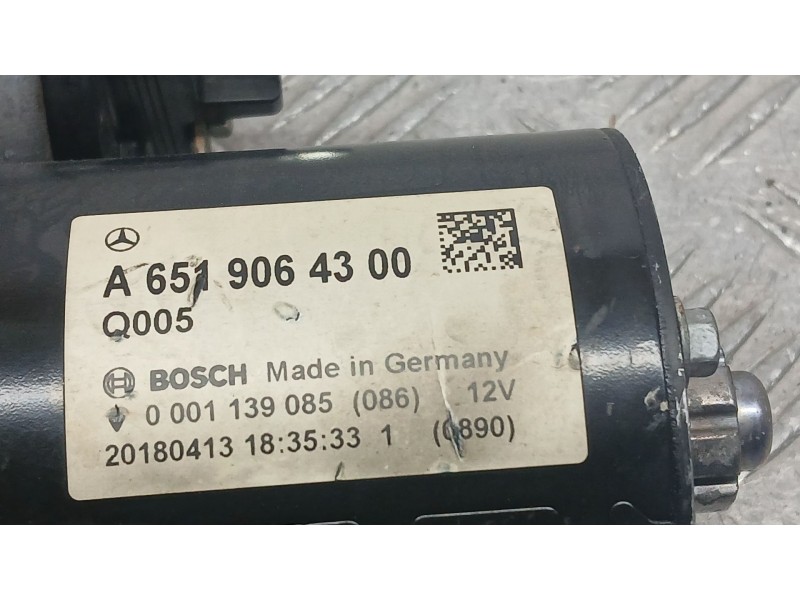 A 651 906 43 00
Q005
BOSCH Made in Germany
0 001 139 085 (086) 12V
20180413 18:35:33 1 (0890)